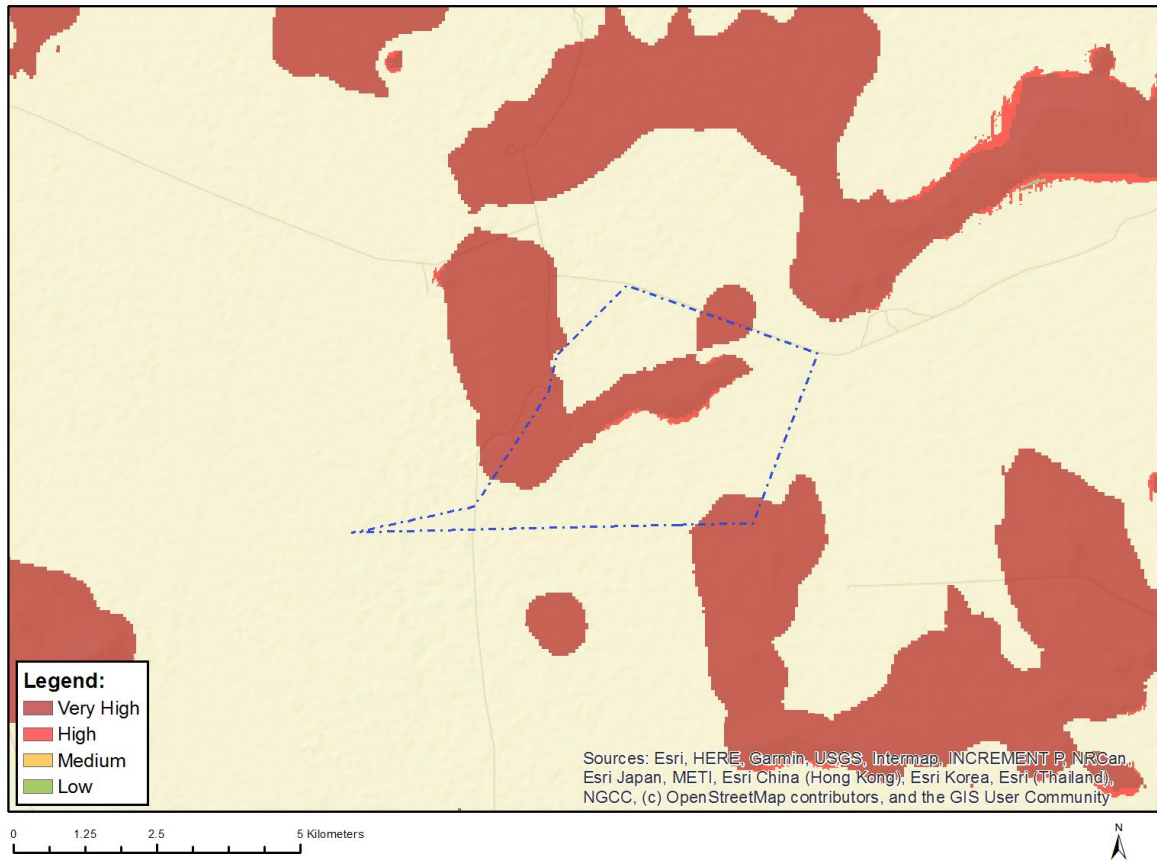 Legend:
Very High
High
Medium
Low
Sources: Esri, HERE, Garmin, USGS, Intermap, INCREMENT P, NRCan,
Esri Japan, METI, Esri China (Hong Kong), Esri Korea, Esri (Thailand),
NGCC, (c) OpenStreetMap contributors, and the GIS User Community
0 1.25 2.5 5 Kilometers
N